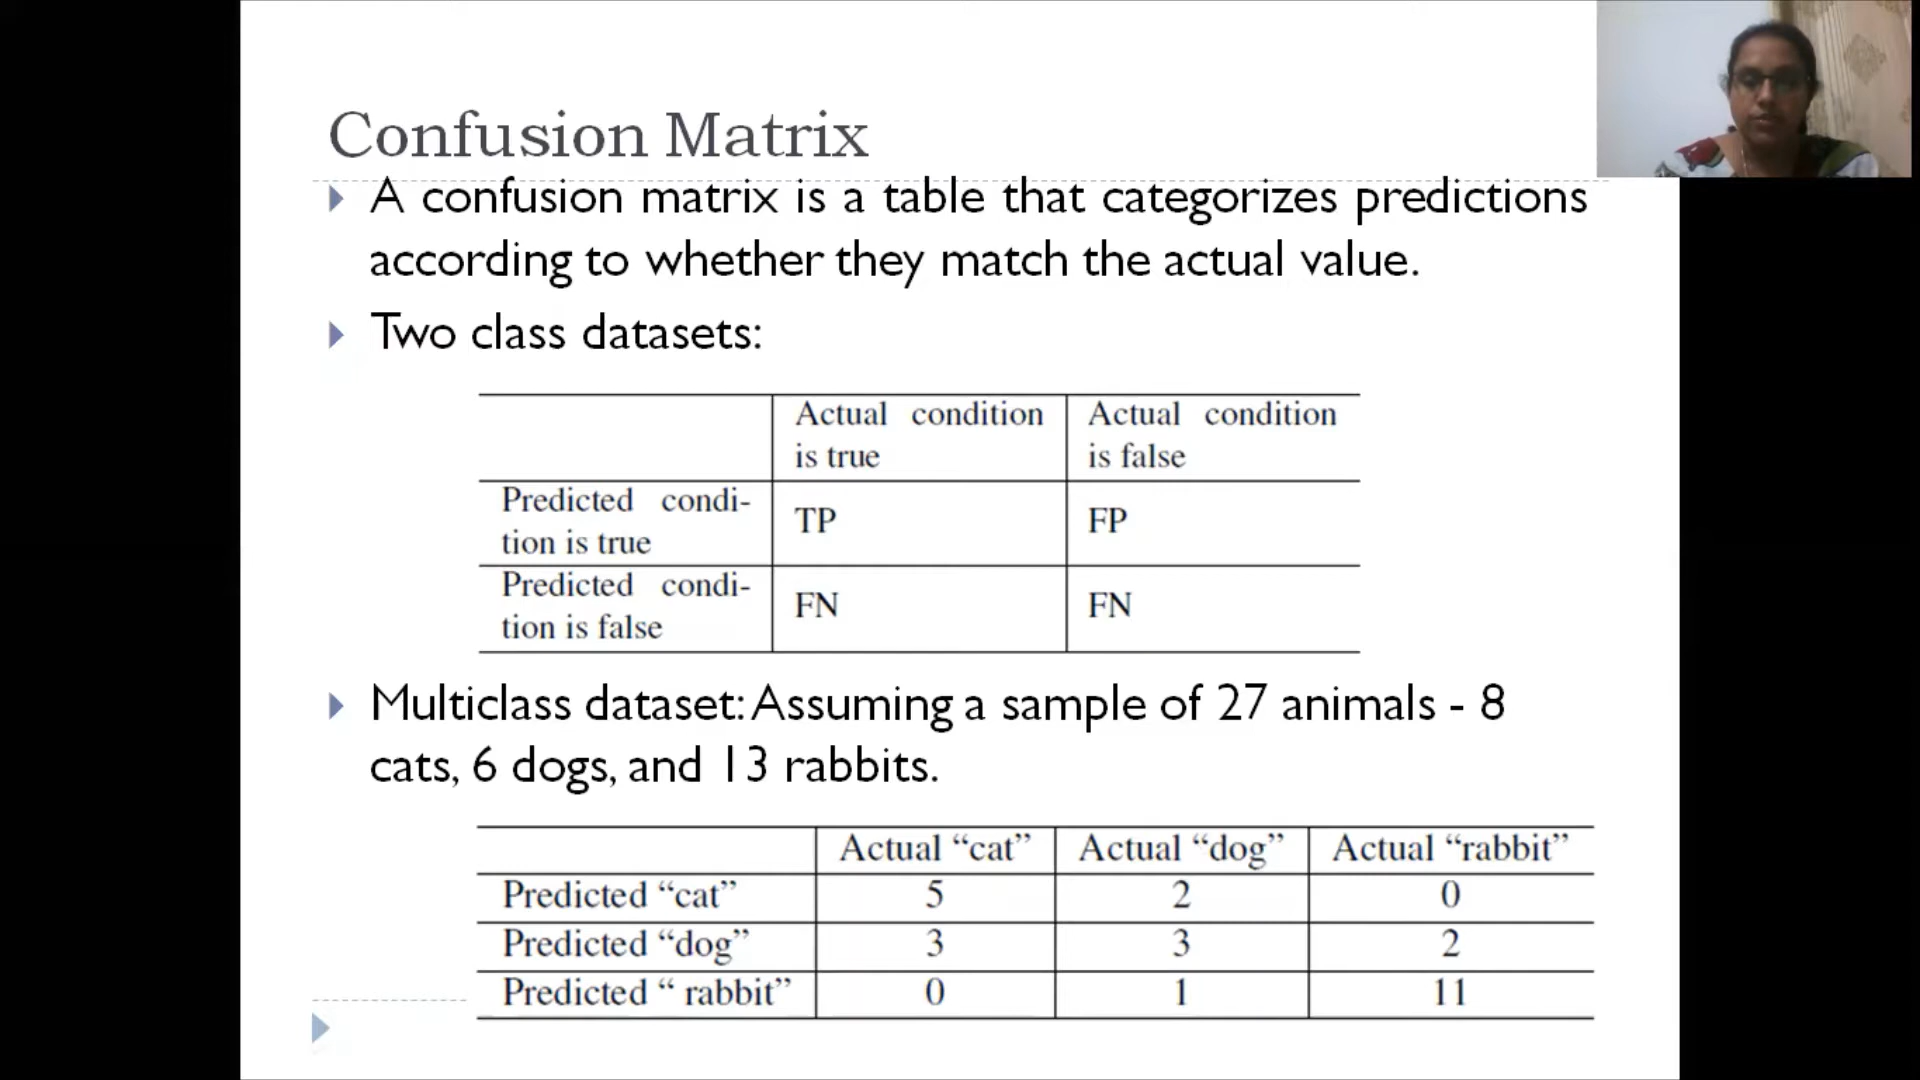 Confusion Matrix
A confusion matrix is a table that categorizes predictions
according to whether they match the actual value.
Two class datasets:
Actual condition Actual condition
is true is false
Predicted condi-
tion is true TP FP
Predicted condi-
tion is false FN FN
Multiclass dataset: Assuming a sample of 27 animals - 8
cats, 6 dogs, and 13 rabbits.
Actual “cat” Actual “dog” Actual “rabbit”
Predicted “cat” 5 2 0
Predicted “dog” 3 3 2
Predicted “ rabbit” 0 1 11